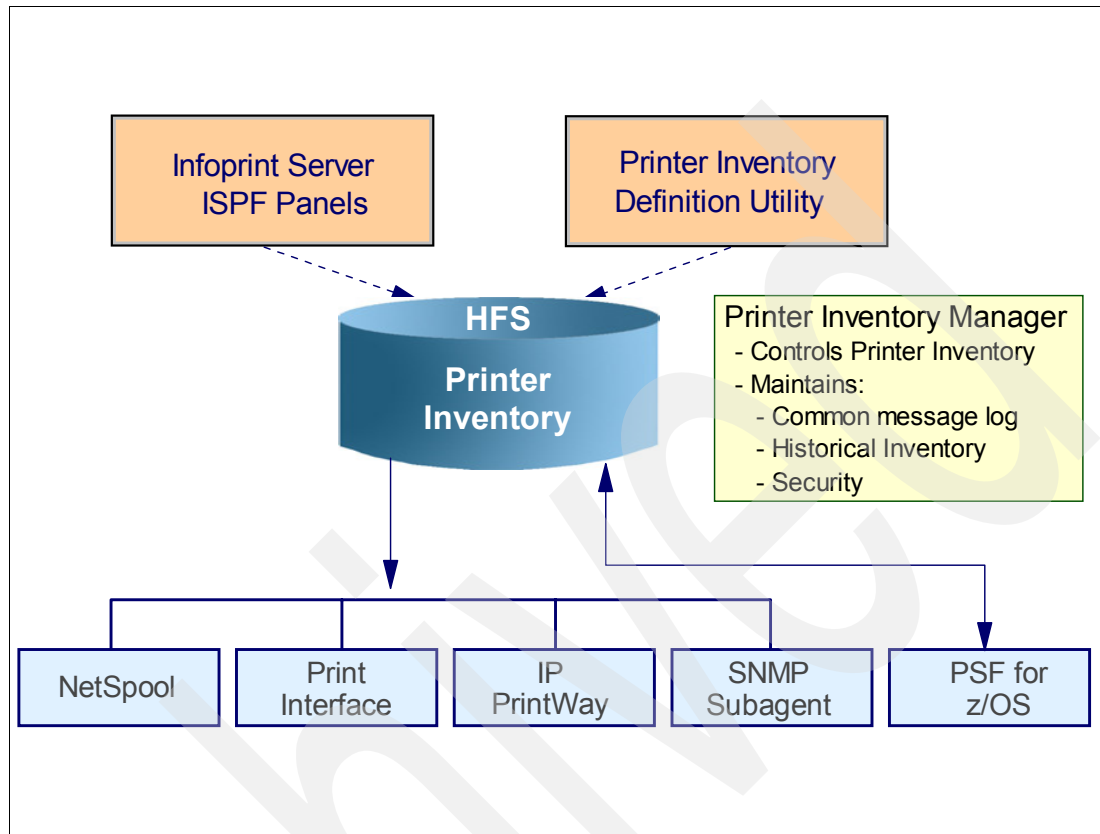 Infoprint Server
ISPF Panels
Printer Inventory
Definition Utility
HFS
Printer
Inventory
Printer Inventory Manager
- Controls Printer Inventory
- Maintains:
- Common message log
- Historical Inventory
- Security
NetSpool
Print
Interface
IP
PrintWay
SNMP
Subagent
PSF for
z/OS